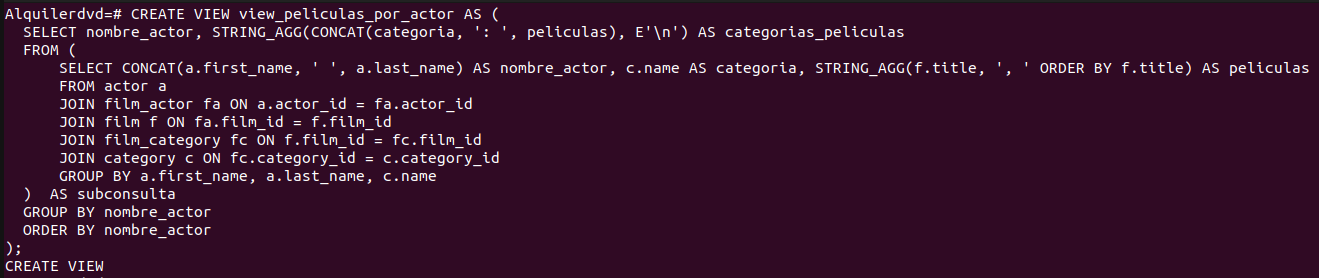 Alquilerdvd=# CREATE VIEW view_peliculas_por_actor AS (
  SELECT nombre_actor, STRING_AGG(CONCAT(categoria, ': ', peliculas), E'\n') AS categorias_peliculas
  FROM (
      SELECT CONCAT(a.first_name, ' ', a.last_name) AS nombre_actor, c.name AS categoria, STRING_AGG(f.title, ', ' ORDER BY f.title) AS peliculas
      FROM actor a
      JOIN film_actor fa ON a.actor_id = fa.actor_id
      JOIN film f ON fa.film_id = f.film_id
      JOIN film_category fc ON f.film_id = fc.film_id
      JOIN category c ON fc.category_id = c.category_id
      GROUP BY a.first_name, a.last_name, c.name
  )  AS subconsulta
  GROUP BY nombre_actor
  ORDER BY nombre_actor
);
CREATE VIEW